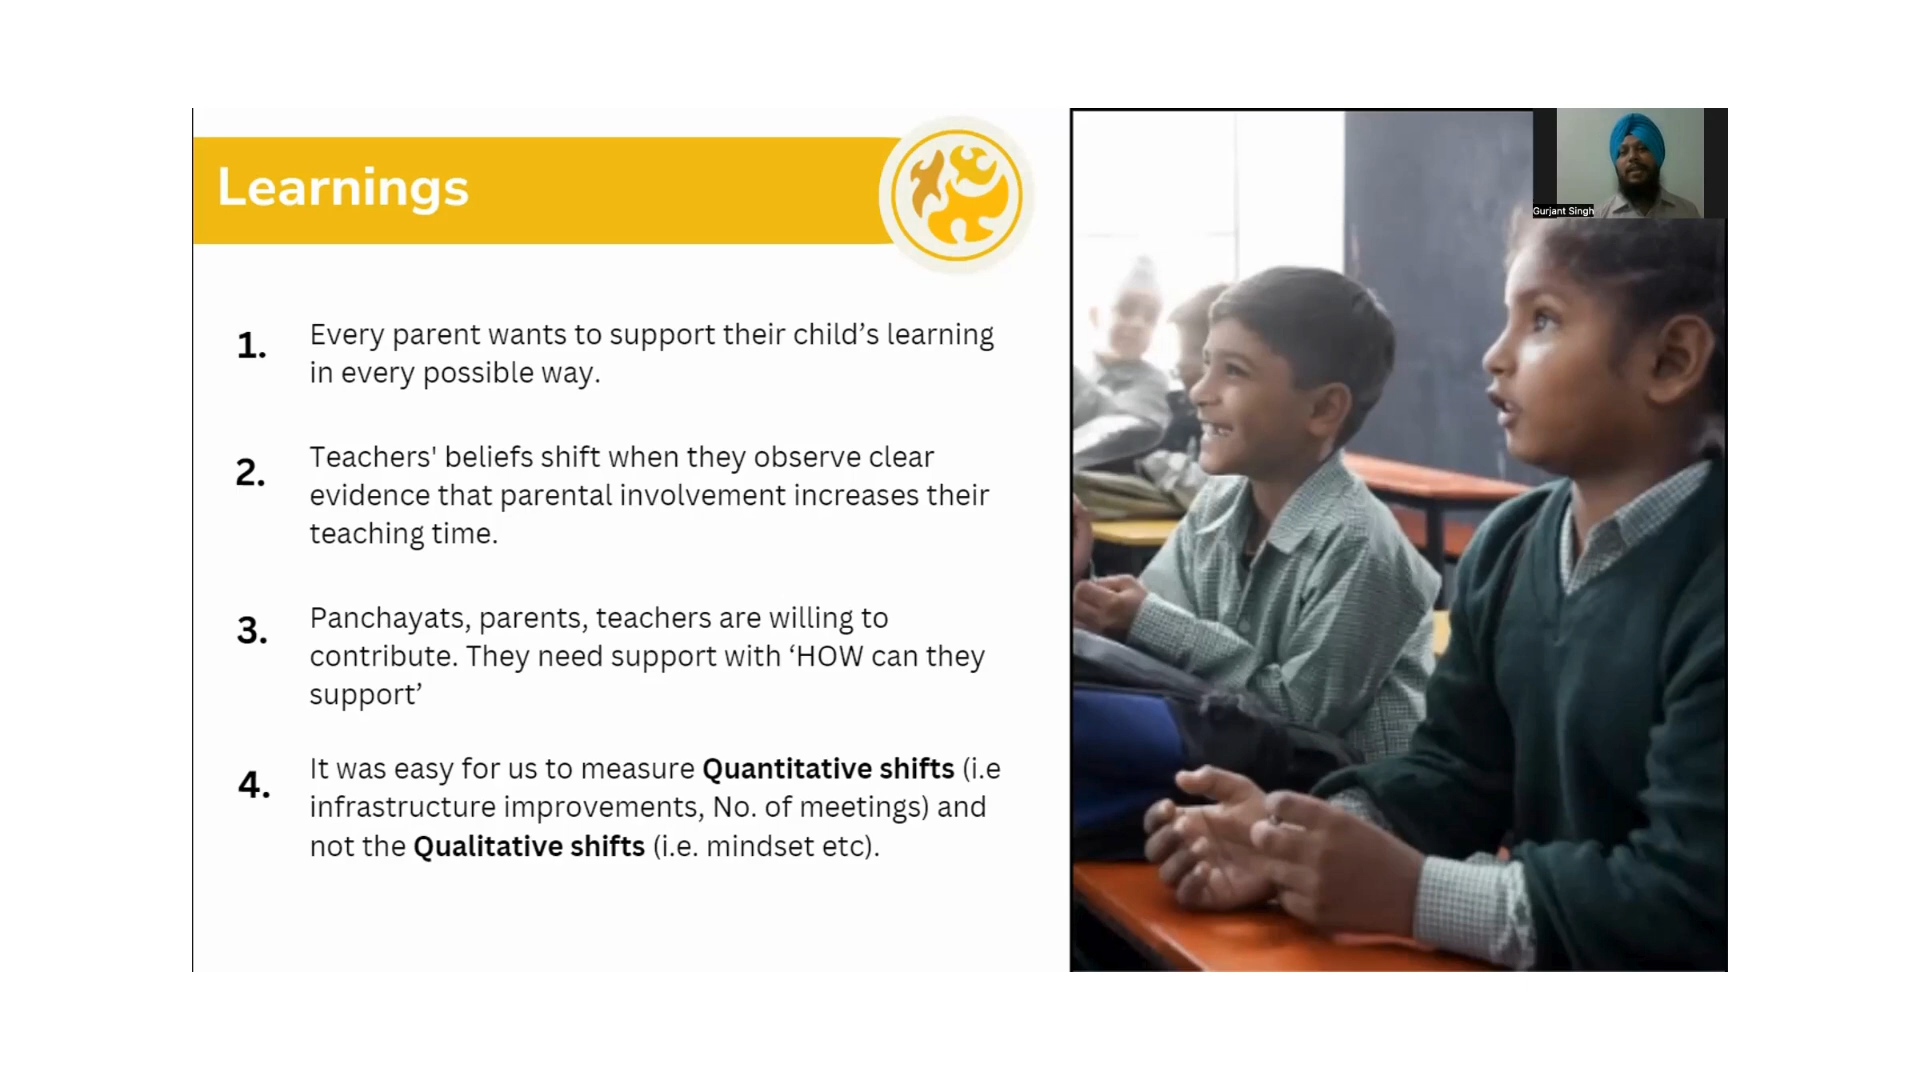 Learnings
Gurjant Singh
1. Every parent wants to support their child’s learning
in every possible way.
2. Teachers' beliefs shift when they observe clear
evidence that parental involvement increases their
teaching time.
3. Panchayats, parents, teachers are willing to
contribute. They need support with ‘HOW can they
support’
4. It was easy for us to measure Quantitative shifts (i.e
infrastructure improvements, No. of meetings) and
not the Qualitative shifts (i.e. mindset etc).